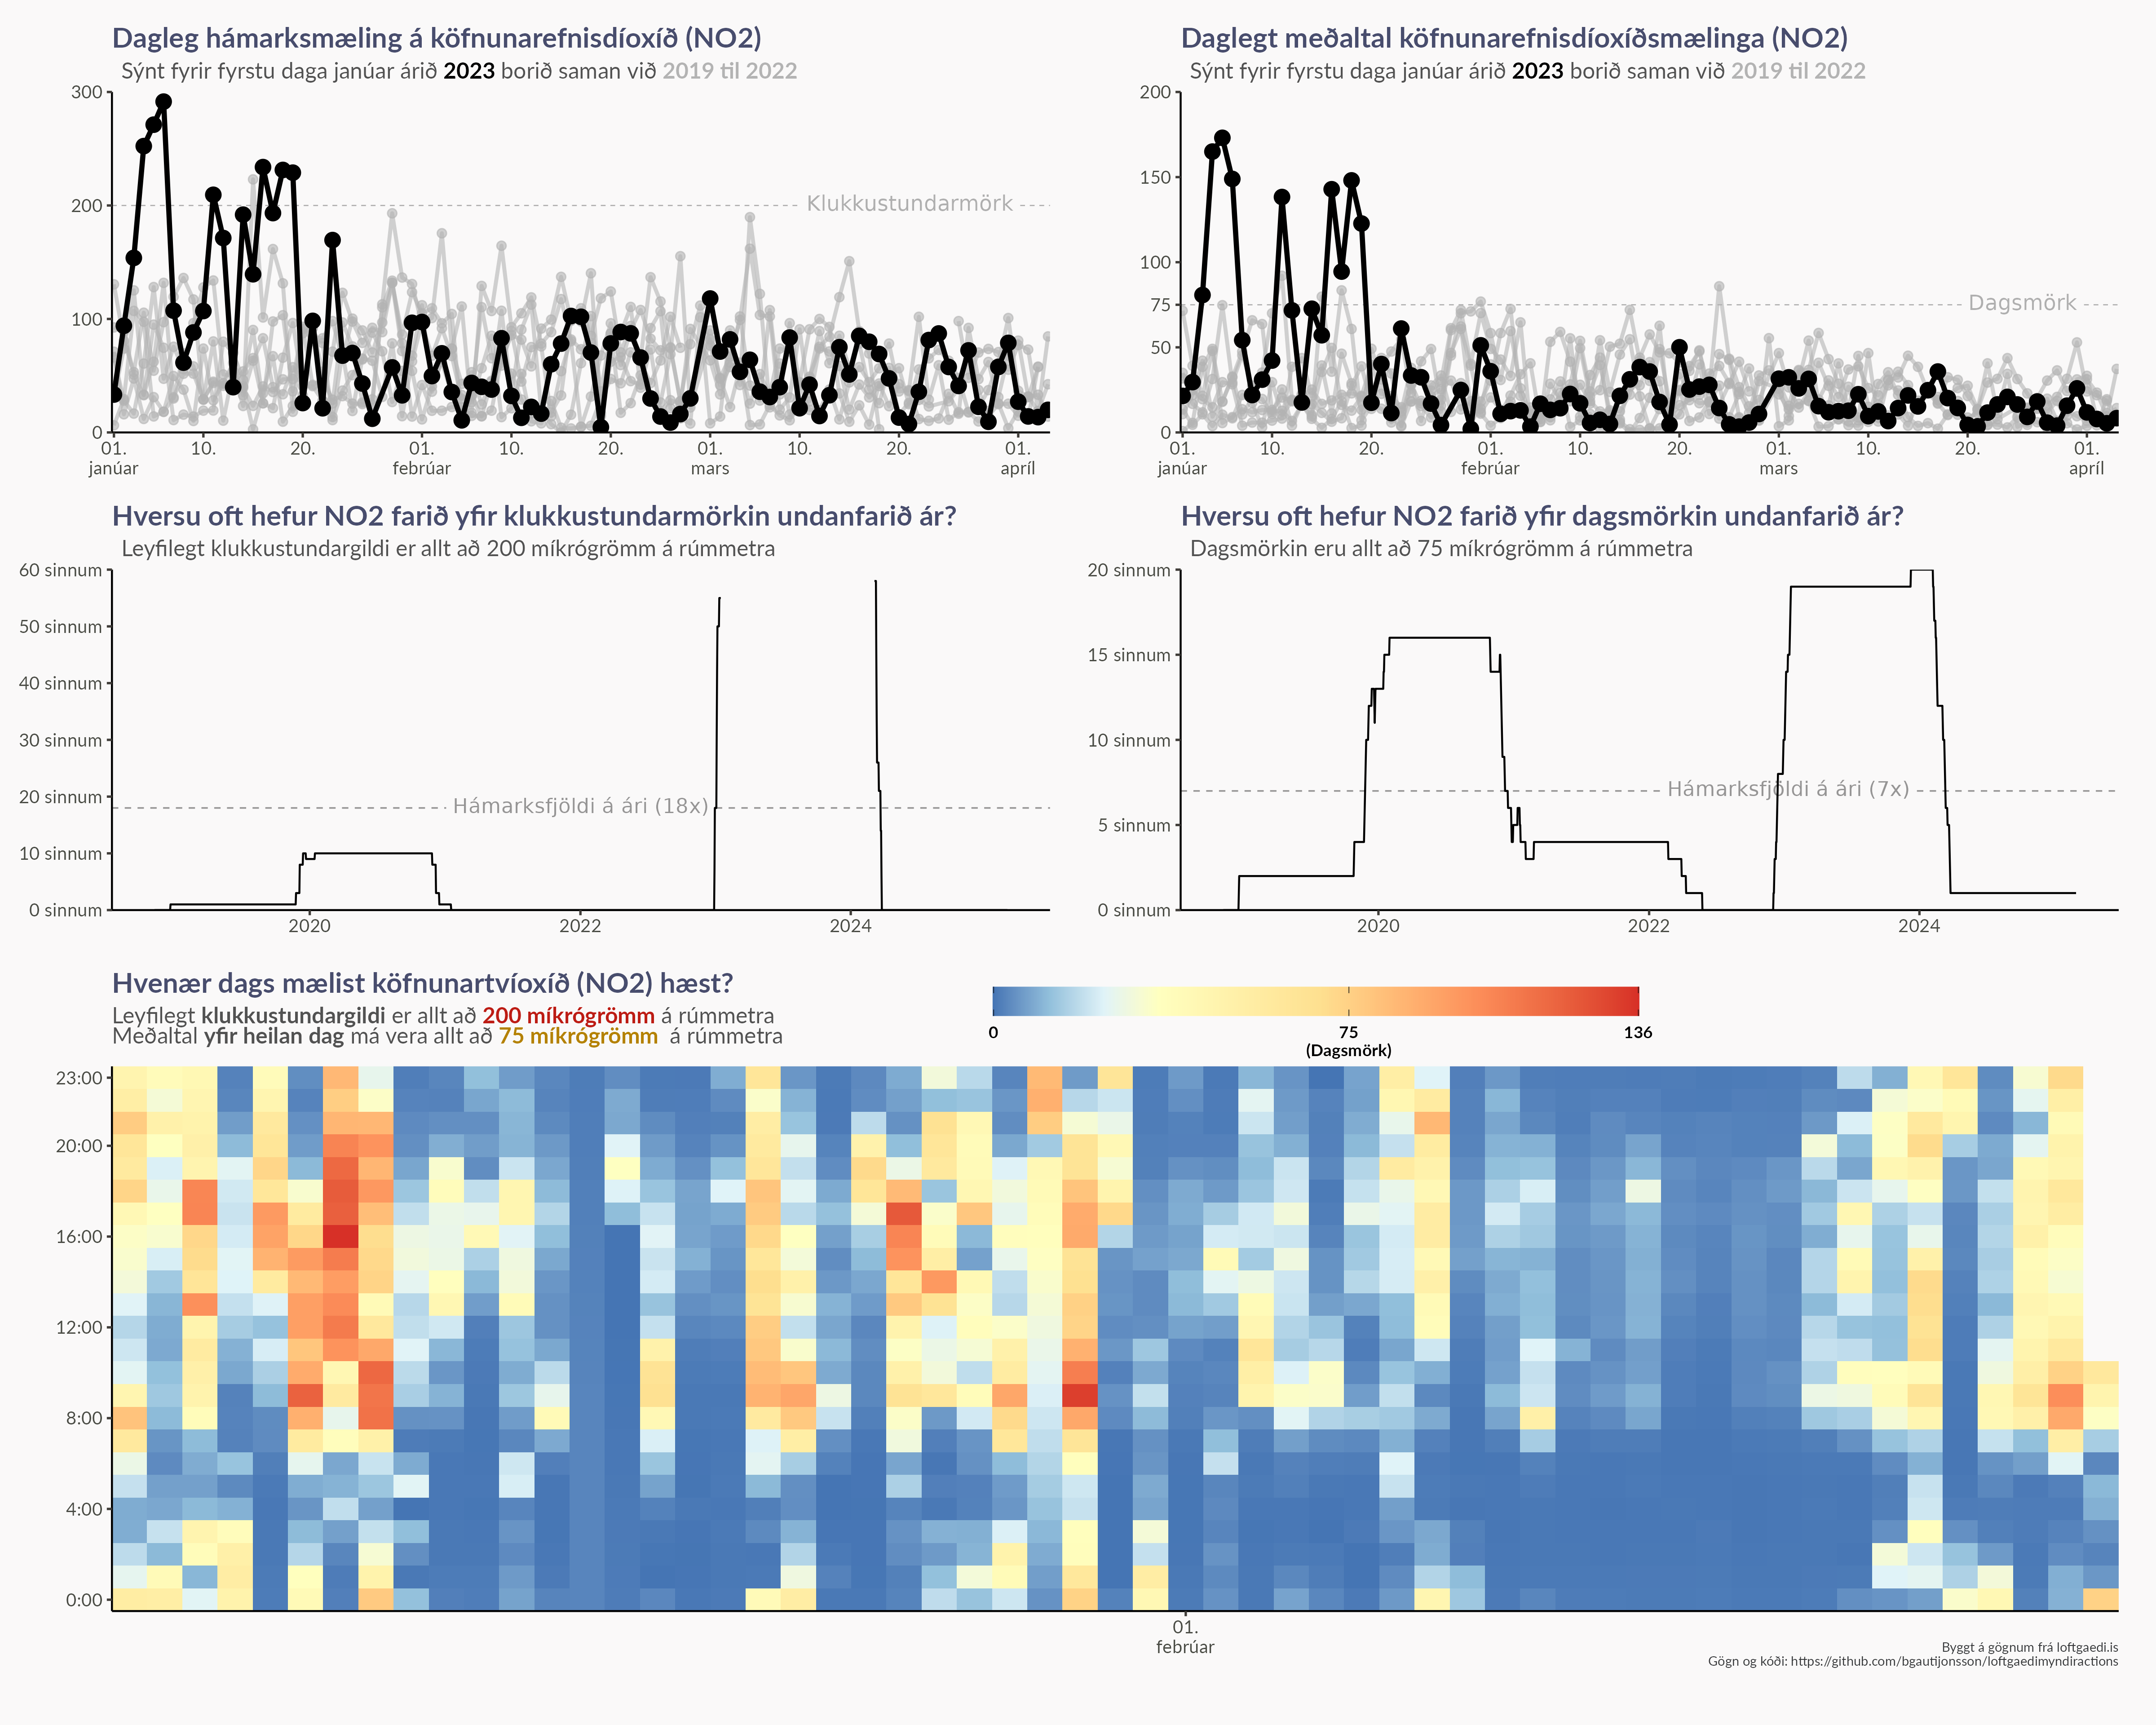 Dagleg hámarksmæling á köfnunarefnisdíoxíð (NO2)
Sýnt fyrir fyrstu daga janúar árið 2023 borið saman við 2019 til 2022
300
200
100
0
Klukkustundarmörk
01. 10. 20. 01. 10. 20. 01. 10. 20. 01.
janúar febrúar mars apríl
Daglegt meðaltal köfnunarefnisdíoxíðsmælinga (NO2)
Sýnt fyrir fyrstu daga janúar árið 2023 borið saman við 2019 til 2022
200
150
100
75
50
0
Dagsmörk
01. 10. 20. 01. 10. 20. 01. 10. 20. 01.
janúar febrúar mars apríl
Hversu oft hefur NO2 farið yfir klukkustundarmörkin undanfarið ár?
Leyfilegt klukkustundargildi er allt að 200 míkrógrömm á rúmmetra
60 sinnum
50 sinnum
40 sinnum
30 sinnum
20 sinnum
10 sinnum
0 sinnum
Hámarksfjöldi á ári (18x)
2020 2022 2024
Hversu oft hefur NO2 farið yfir dagsmörkin undanfarið ár?
Dagsmörkin eru allt að 75 míkrógrömm á rúmmetra
20 sinnum
15 sinnum
10 sinnum
5 sinnum
0 sinnum
Hámarksfjöldi á ári (7x)
2020 2022 2024
Hvenær dags mælist köfnunartvíoxíð (NO2) hæst?
Leyfilegt klukkustundargildi er allt að 200 míkrógrömm á rúmmetra
Meðaltal yfir heilan dag má vera allt að 75 míkrógrömm á rúmmetra
0 75 136
(Dagsmörk)
23:00
20:00
16:00
12:00
8:00
4:00
0:00
01.
febrúar
Byggt á gögnum frá loftgaedi.is
Gögn og kóði: https://github.com/bgautijonsson/loftgaedimyndiractions